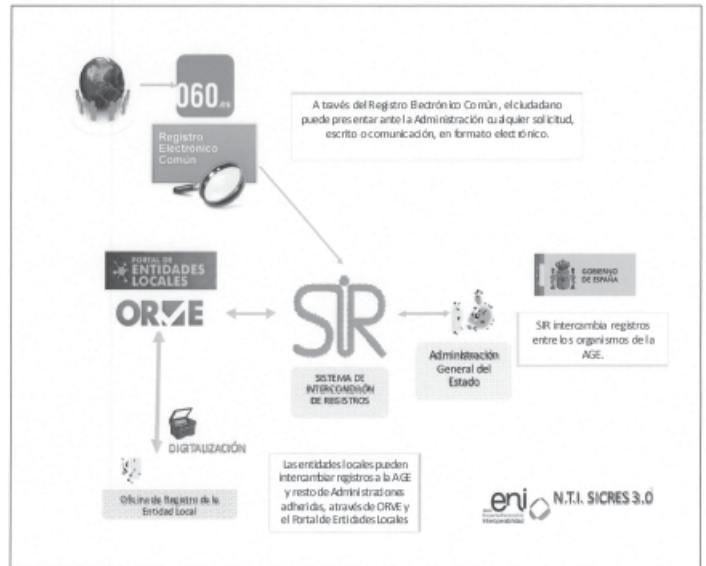 060.es
Registro
Electrónico
Común
A través del Registro Electrónico Común, el ciudadano
puede presentar ante la Administración cualquier solicitud,
escrito o comunicación, en formato electrónico.
PORTAL DE
ENTIDADES
LOCALES
ORVE
SIR
SISTEMA DE
INTERCONEXIÓN
DE REGISTROS
Administración
General del
Estado
GOBIERNO
DE ESPAÑA
SIR intercambia registros
entre los organismos de la
AGE.
DIGITALIZACIÓN
Oficina de Registro de la
Entidad Local
Las entidades locales pueden
intercambiar registros a la AGE
y resto de Administraciones
adheridas, a través de ORVE y
el Portal de Entidades Locales
eni
Interoperabilidad
N.T.I. SICRES 3.0